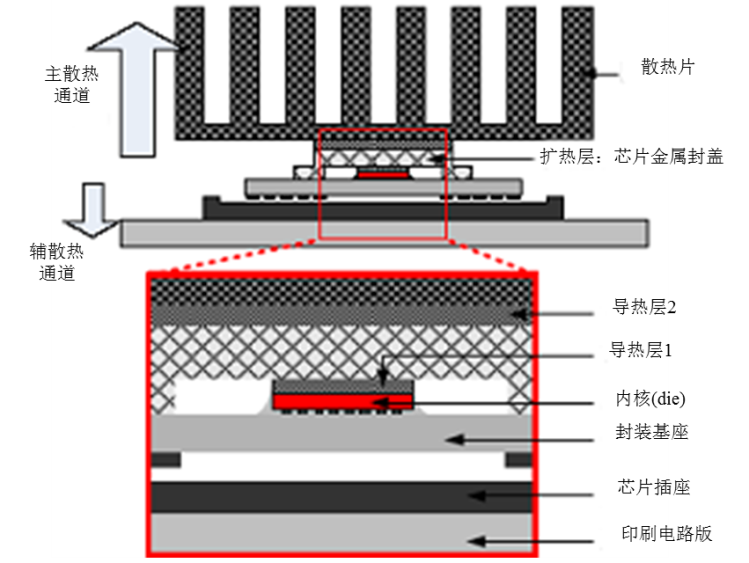 主散热
通道
散热片
扩热层：芯片金属封盖
辅散热
通道
导热层2
导热层1
内核(die)
封装基座
芯片插座
印刷电路版